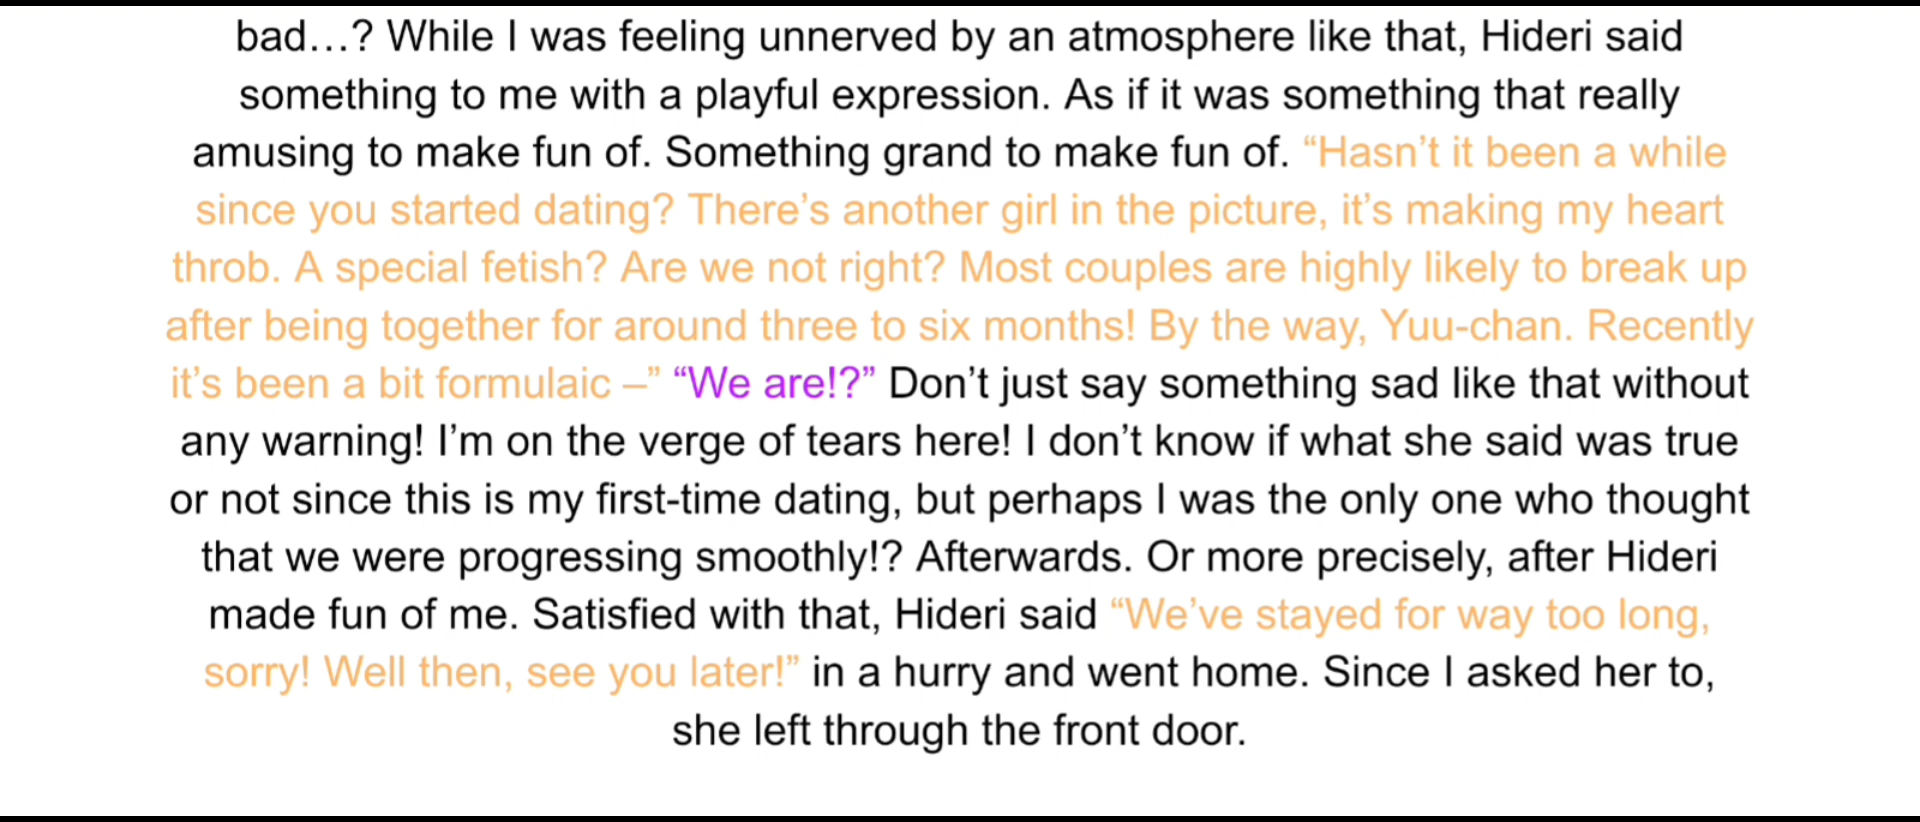 bad…? While I was feeling unnerved by an atmosphere like that, Hideri said
something to me with a playful expression. As if it was something that really
amusing to make fun of. Something grand to make fun of. “Hasn’t it been a while
since you started dating? There’s another girl in the picture, it’s making my heart
throb. A special fetish? Are we not right? Most couples are highly likely to break up
after being together for around three to six months! By the way, Yuu-chan. Recently
it’s been a bit formulaic –” “We are!?” Don’t just say something sad like that without
any warning! I’m on the verge of tears here! I don’t know if what she said was true
or not since this is my first-time dating, but perhaps I was the only one who thought
that we were progressing smoothly!? Afterwards. Or more precisely, after Hideri
made fun of me. Satisfied with that, Hideri said “We’ve stayed for way too long,
sorry! Well then, see you later!” in a hurry and went home. Since I asked her to,
she left through the front door.